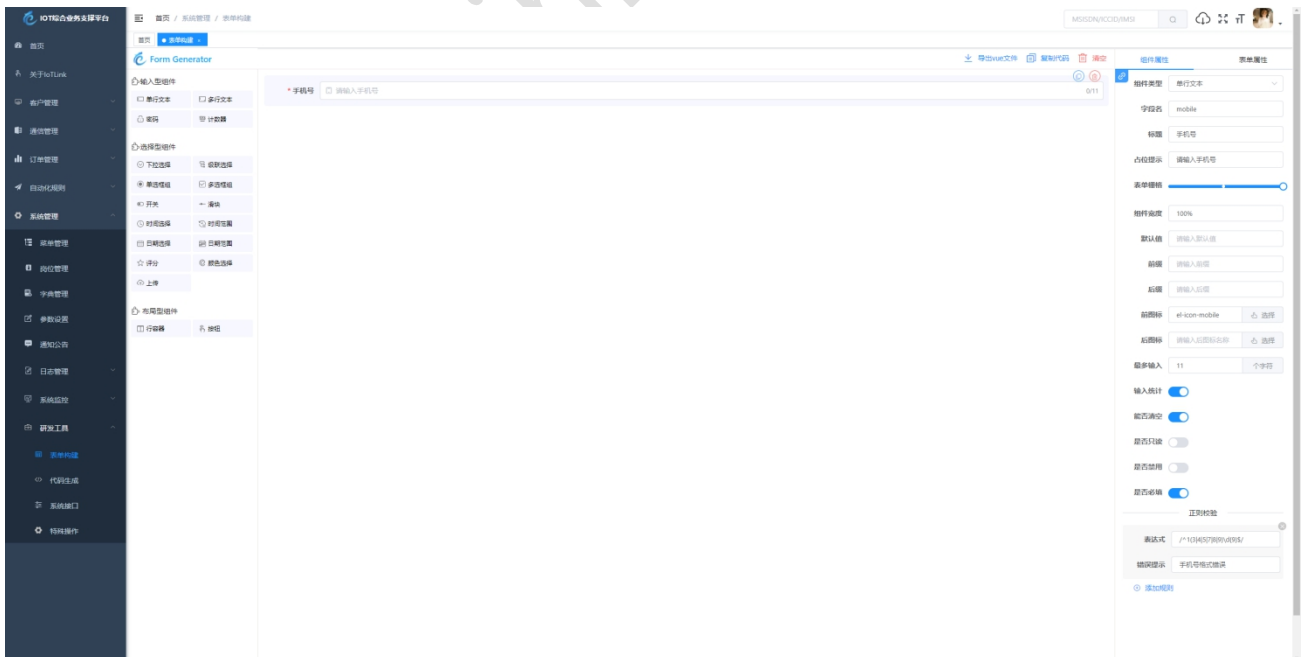 IOT综合业务支撑平台
首页 / 系统管理 / 表单构建
MSISDN/ICCID/IMSI
首页
关于IoTLink
客户管理
通信管理
订单管理
自动化规则
系统管理
菜单管理
岗位管理
字典管理
参数设置
通知公告
日志管理
系统监控
研发工具
表单构建
代码生成
系统接口
特殊操作
首页 表单构建 ×
Form Generator
导出vue文件 复制代码 清空
输入型组件
单行文本 多行文本
密码 计数器
选择型组件
下拉选择 级联选择
单选框组 多选框组
开关 滑块
时间选择 时间范围
日期选择 日期范围
评分 颜色选择
上传
布局型组件
行容器 按钮
* 手机号 请输入手机号 0/11
组件属性 表单属性
组件类型 单行文本
字段名 mobile
标题 手机号
占位提示 请输入手机号
表单栅格
组件宽度 100%
默认值 请输入默认值
前缀 请输入前缀
后缀 请输入后缀
前图标 el-icon-mobile 选择
后图标 请输入后图标名称 选择
最多输入 11 个字符
输入统计
能否清空
是否只读
是否禁用
是否必填
正则校验
表达式 /^1(3|4|5|7|8|9)\d{9}$/
错误提示 手机号格式错误
添加规则